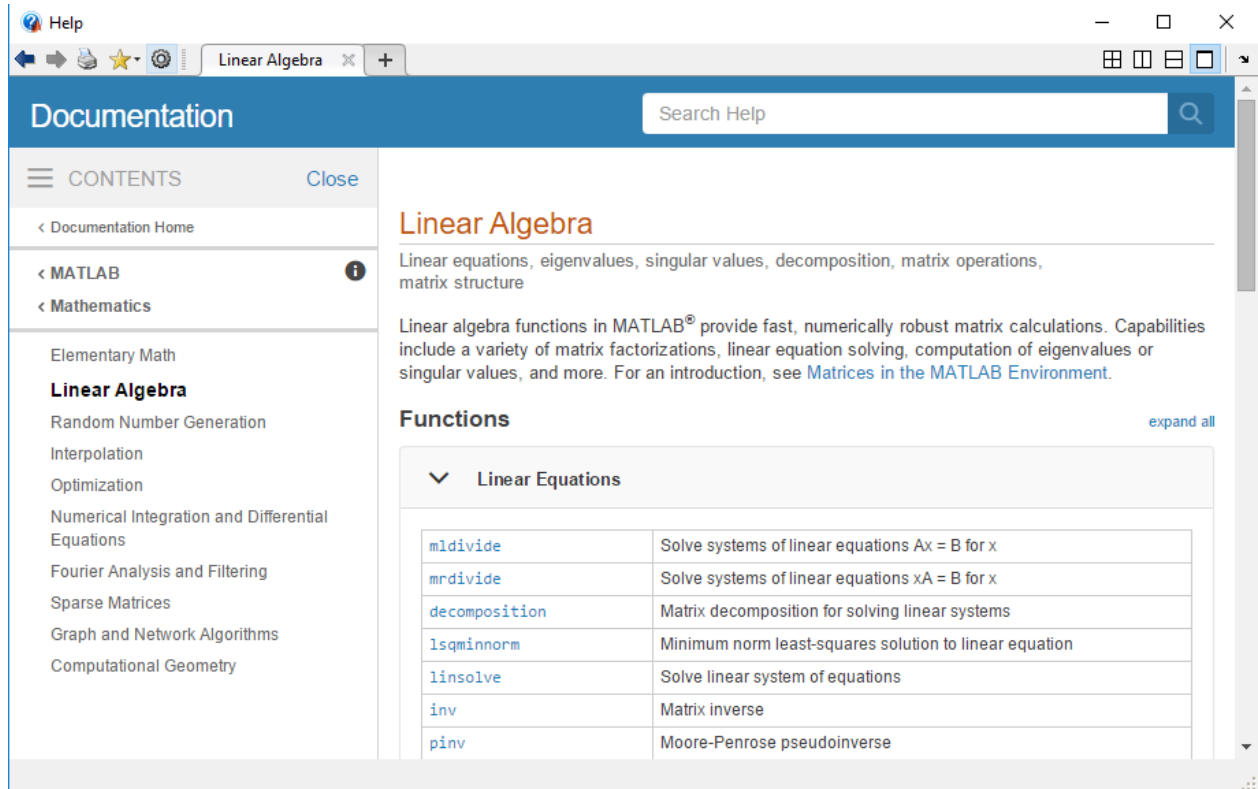 Help
Linear Algebra
Documentation
Search Help
CONTENTS Close
< Documentation Home
< MATLAB
< Mathematics
Elementary Math
Linear Algebra
Random Number Generation
Interpolation
Optimization
Numerical Integration and Differential
Equations
Fourier Analysis and Filtering
Sparse Matrices
Graph and Network Algorithms
Computational Geometry
Linear Algebra
Linear equations, eigenvalues, singular values, decomposition, matrix operations,
matrix structure
Linear algebra functions in MATLAB® provide fast, numerically robust matrix calculations. Capabilities
include a variety of matrix factorizations, linear equation solving, computation of eigenvalues or
singular values, and more. For an introduction, see Matrices in the MATLAB Environment.
Functions expand all
Linear Equations
mldivide Solve systems of linear equations Ax = B for x
mrdivide Solve systems of linear equations xA = B for x
decomposition Matrix decomposition for solving linear systems
lsqminnorm Minimum norm least-squares solution to linear equation
linsolve Solve linear system of equations
inv Matrix inverse
pinv Moore-Penrose pseudoinverse